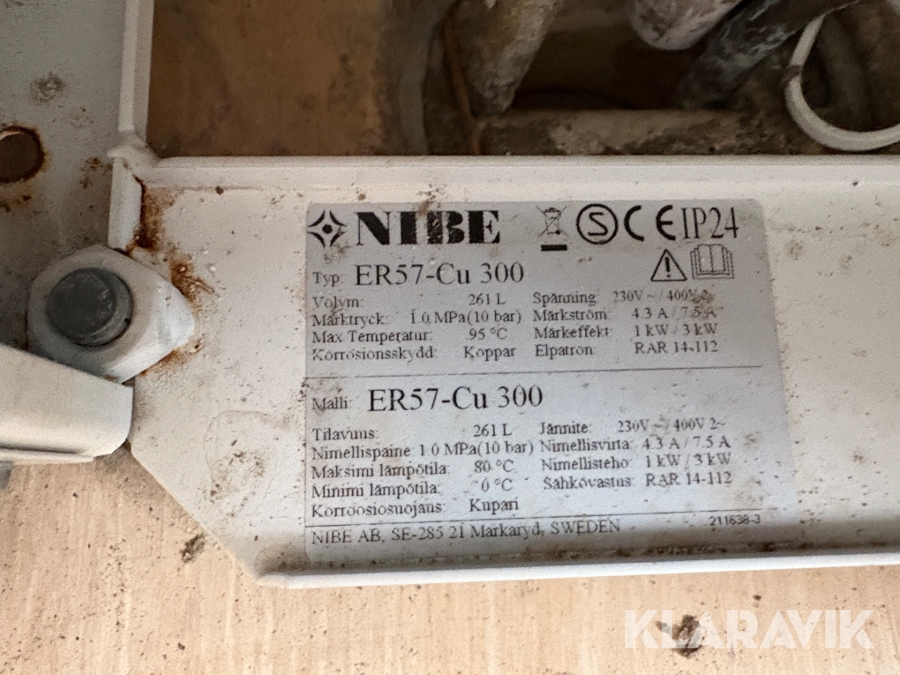 NIBE S CE IP24
Typ: ER57-Cu 300
Volym: 261 L Spänning: 230V ~ / 400V 2~
Märktryck: 1.0 MPa(10 bar) Märkström: 4.3 A / 7.5 A
Max Temperatur: 95 °C Märkeffekt: 1 kW / 3 kW
Korrosionsskydd: Koppar Elpatron: RAR 14-112
Malli: ER57-Cu 300
Tilavuus: 261 L Jännite: 230V ~ / 400V 2~
Nimellispaine: 1.0 MPa(10 bar) Nimellisvirta: 4.3 A / 7.5 A
Maksimi lämpötila: 80 °C Nimellisteho: 1 kW / 3 kW
Minimi lämpötila: 0 °C Sähkövastus: RAR 14-112
Korroosiosuojaus: Kupari
NIBE AB, SE-285 21 Markaryd, SWEDEN 211638-3
KLARAVIK